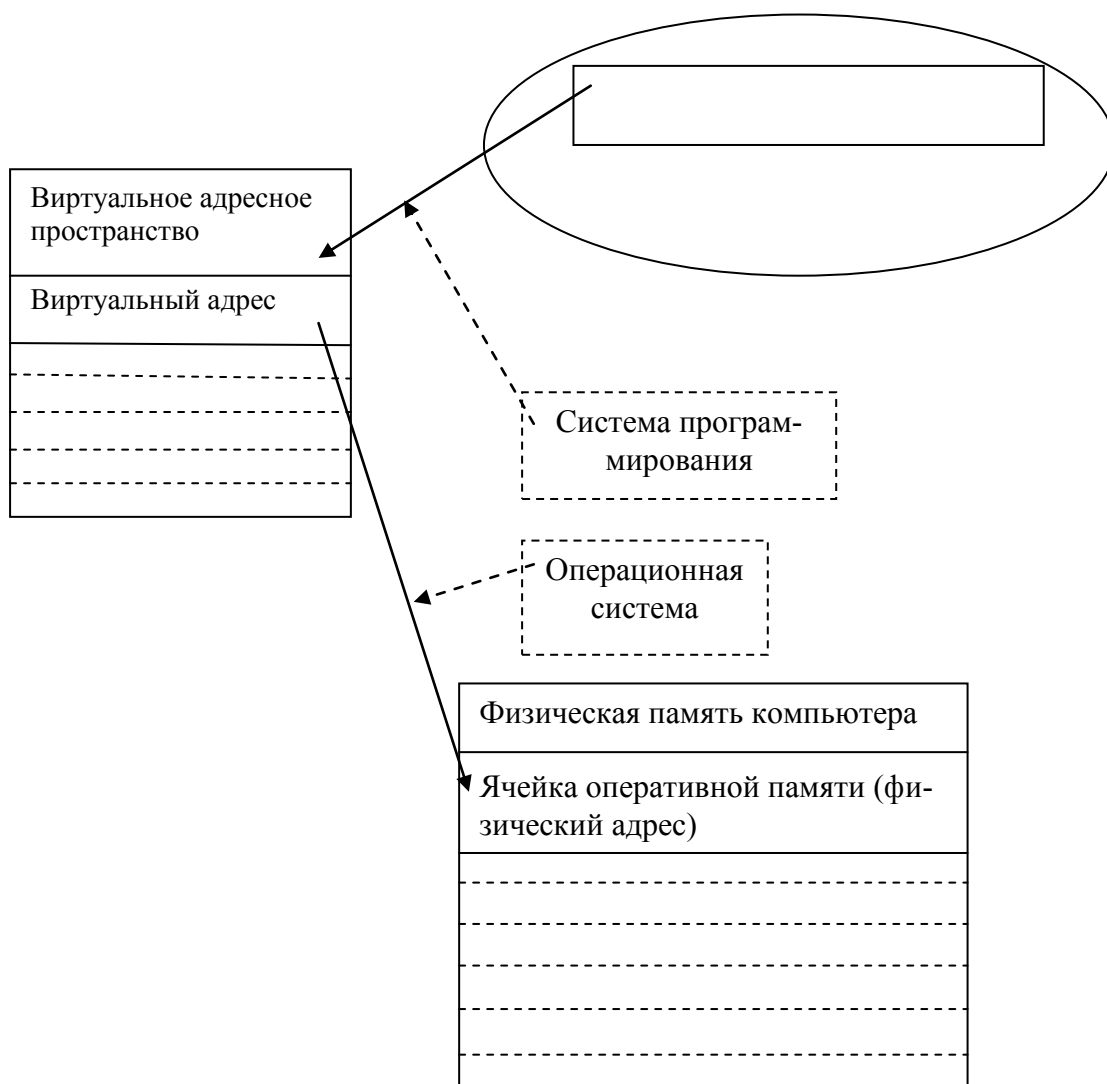 Виртуальное адресное
пространство
Виртуальный адрес
Система програм-
мирования
Операционная
система
Физическая память компьютера
Ячейка оперативной памяти (фи-
зический адрес)